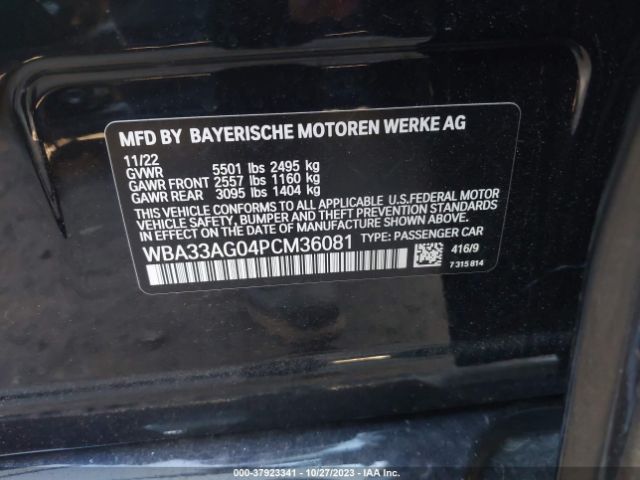 MFD BY BAYERISCHE MOTOREN WERKE AG
11/22
GVWR 5501 lbs 2495 kg
GAWR FRONT 2557 lbs 1160 kg
GAWR REAR 3095 lbs 1404 kg
THIS VEHICLE CONFORMS TO ALL APPLICABLE U.S.FEDERAL MOTOR
VEHICLE SAFETY, BUMPER AND THEFT PREVENTION STANDARDS
IN EFFECT ON THE DATE OF MANUFACTURE SHOWN ABOVE.
WBA33AG04PCM36081 TYPE: PASSENGER CAR
416/9
7 315 814
000-37923341 - 10/27/2023 - IAA Inc.